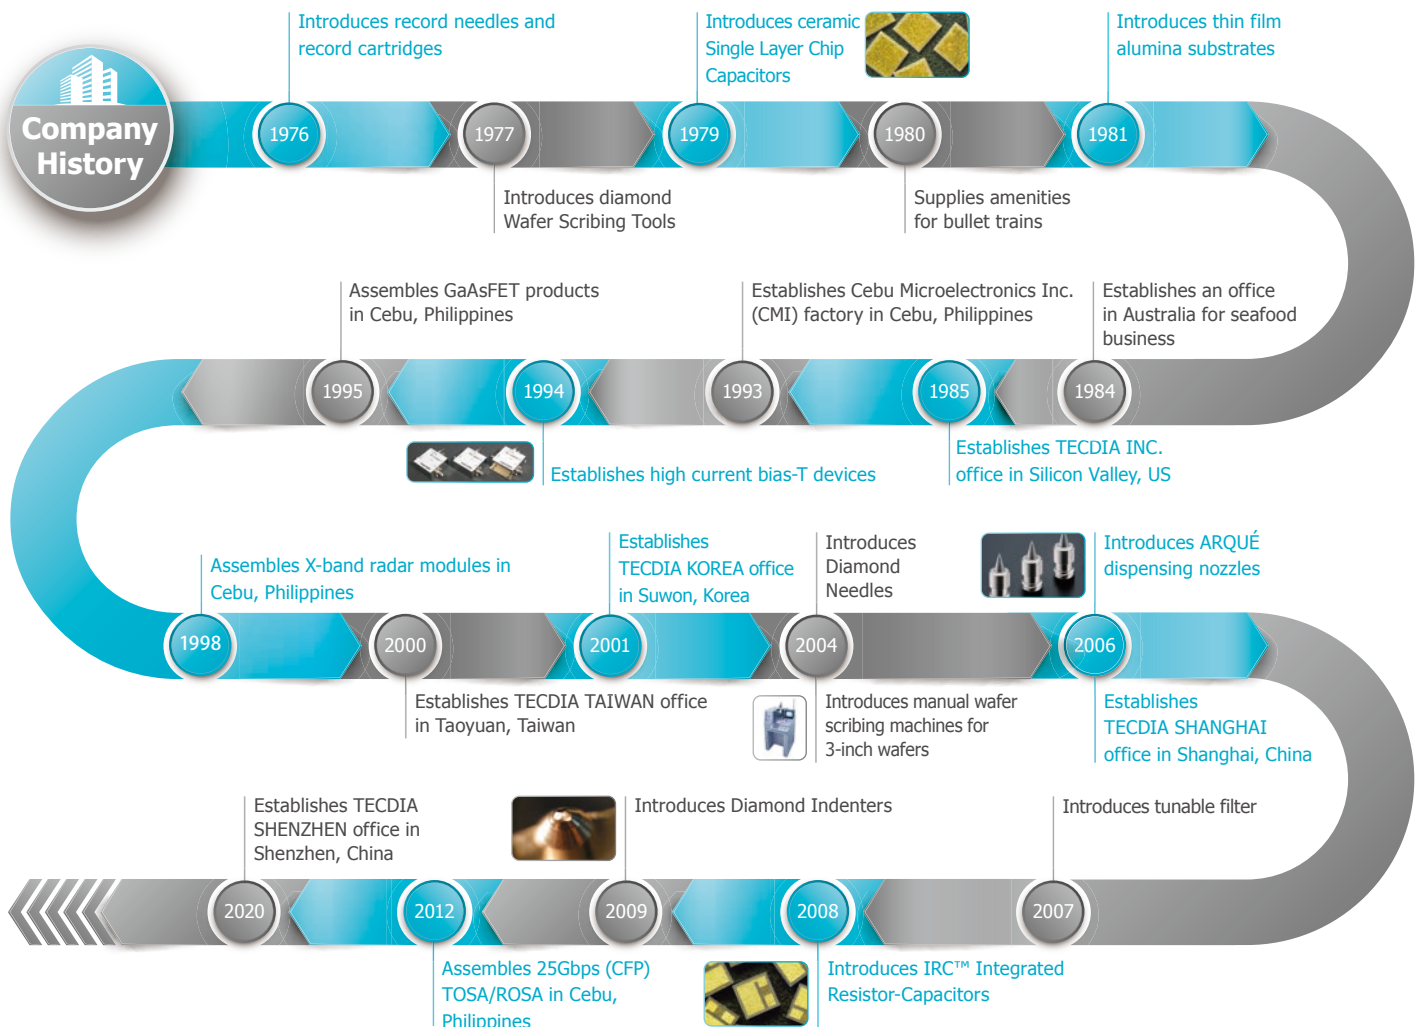 Company
History
Introduces record needles and
record cartridges
1976
1977
Introduces diamond
Wafer Scribing Tools
Introduces ceramic
Single Layer Chip
Capacitors
1979
1980
Supplies amenities
for bullet trains
Introduces thin film
alumina substrates
1981
Establishes an office
in Australia for seafood
business
1984
1985
Establishes TECDIA INC.
office in Silicon Valley, US
Establishes Cebu Microelectronics Inc.
(CMI) factory in Cebu, Philippines
1993
1994
Establishes high current bias-T devices
Assembles GaAsFET products
in Cebu, Philippines
1995
Assembles X-band radar modules in
Cebu, Philippines
1998
2000
Establishes TECDIA TAIWAN office
in Taoyuan, Taiwan
Establishes
TECDIA KOREA office
in Suwon, Korea
2001
Introduces
Diamond
Needles
2004
Introduces manual wafer
scribing machines for
3-inch wafers
Introduces ARQUÉ
dispensing nozzles
2006
Establishes
TECDIA SHANGHAI
office in Shanghai, China
Introduces tunable filter
2007
2008
Introduces IRC™ Integrated
Resistor-Capacitors
Introduces Diamond Indenters
2009
2012
Assembles 25Gbps (CFP)
TOSA/ROSA in Cebu,
Philippines
Establishes TECDIA
SHENZHEN office in
Shenzhen, China
2020